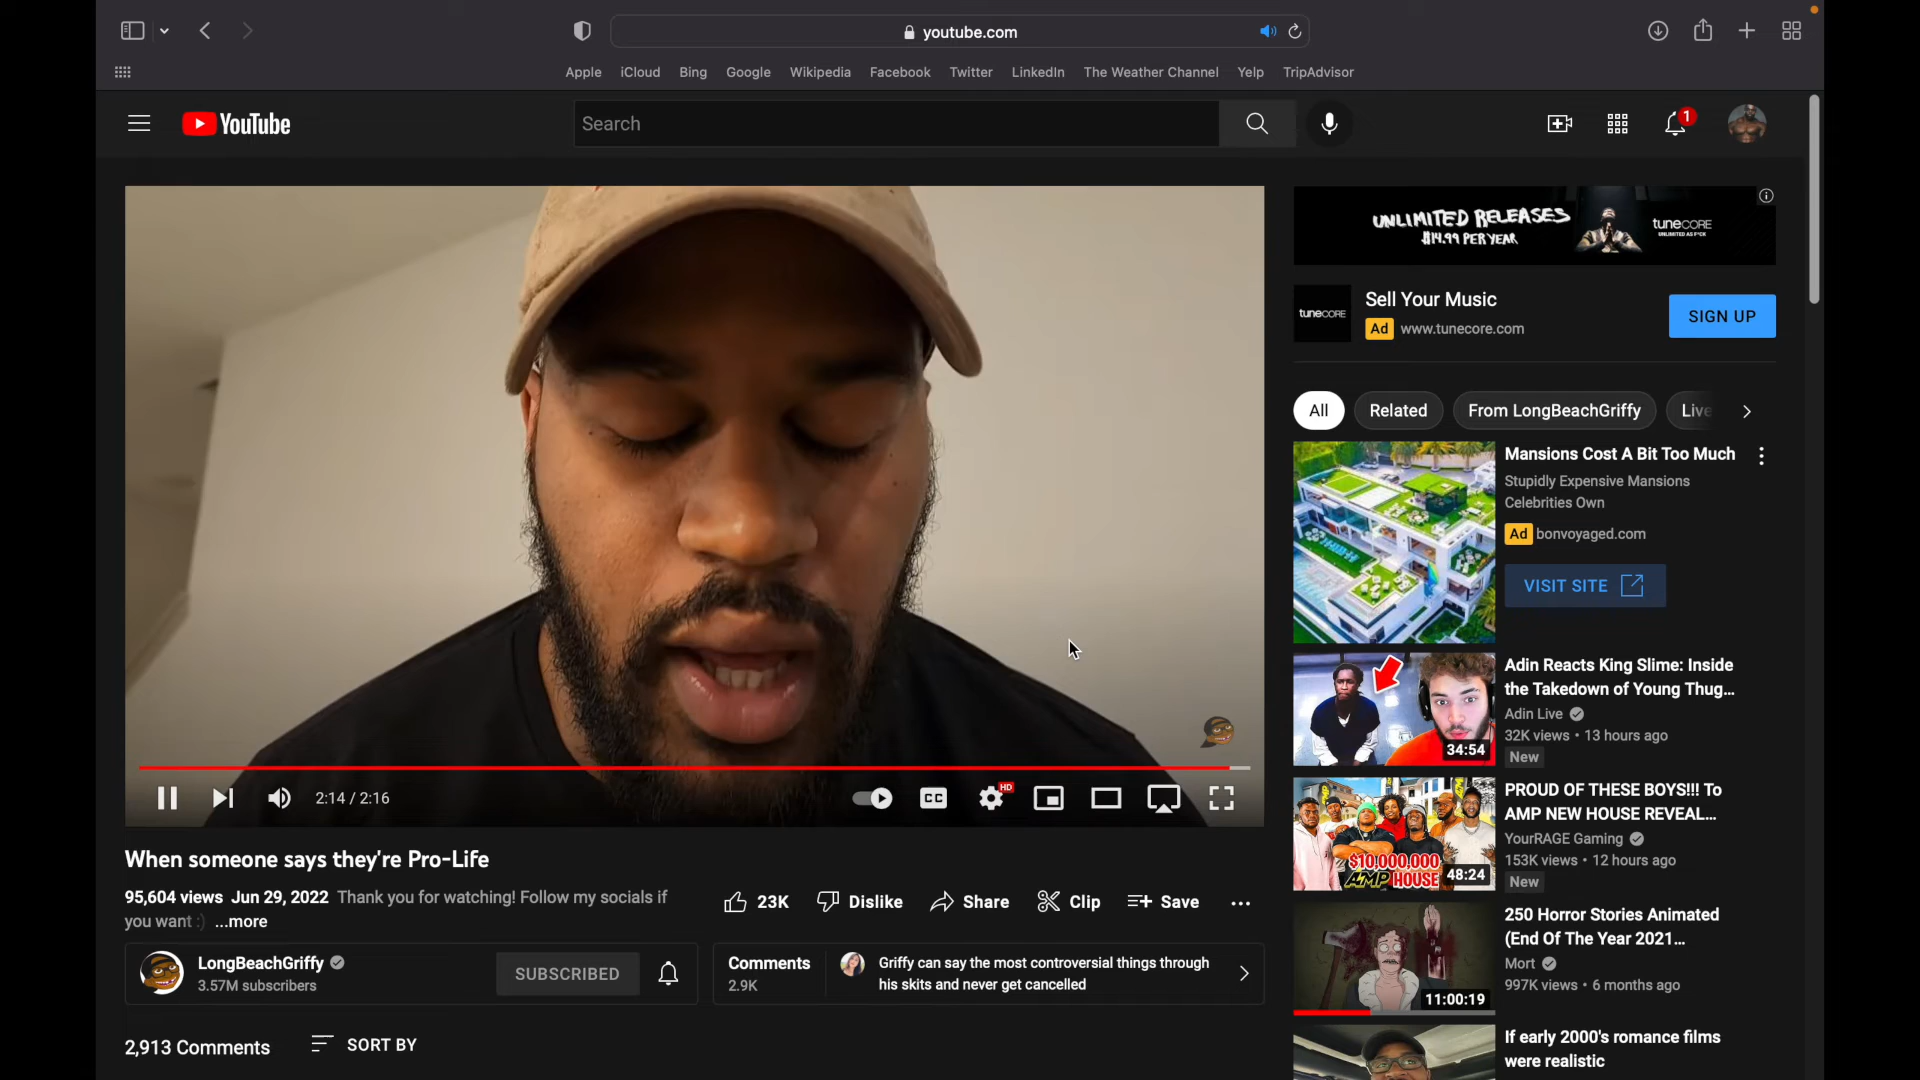 youtube.com
Apple iCloud Bing Google Wikipedia Facebook Twitter LinkedIn The Weather Channel Yelp TripAdvisor
YouTube
Search
1
UNLIMITED RELEASES
$14.99 PER YEAR
tunecore
UNLIMITED AS F*CK
tunecore
Sell Your Music
Ad www.tunecore.com
SIGN UP
All Related From LongBeachGriffy Live
Mansions Cost A Bit Too Much
Stupidly Expensive Mansions
Celebrities Own
Ad bonvoyaged.com
VISIT SITE
34:54
Adin Reacts King Slime: Inside
the Takedown of Young Thug...
Adin Live
32K views • 13 hours ago
New
$10,000,000
AMP HOUSE
48:24
PROUD OF THESE BOYS!!! To
AMP NEW HOUSE REVEAL...
YourRAGE Gaming
153K views • 12 hours ago
New
11:00:19
250 Horror Stories Animated
(End Of The Year 2021...
Mort
997K views • 6 months ago
If early 2000's romance films
were realistic
2:14 / 2:16
CC
HD
When someone says they're Pro-Life
95,604 views Jun 29, 2022 Thank you for watching! Follow my socials if
you want :) ...more
23K Dislike Share Clip Save
LongBeachGriffy
3.57M subscribers
SUBSCRIBED
Comments
2.9K
Griffy can say the most controversial things through
his skits and never get cancelled
2,913 Comments
SORT BY